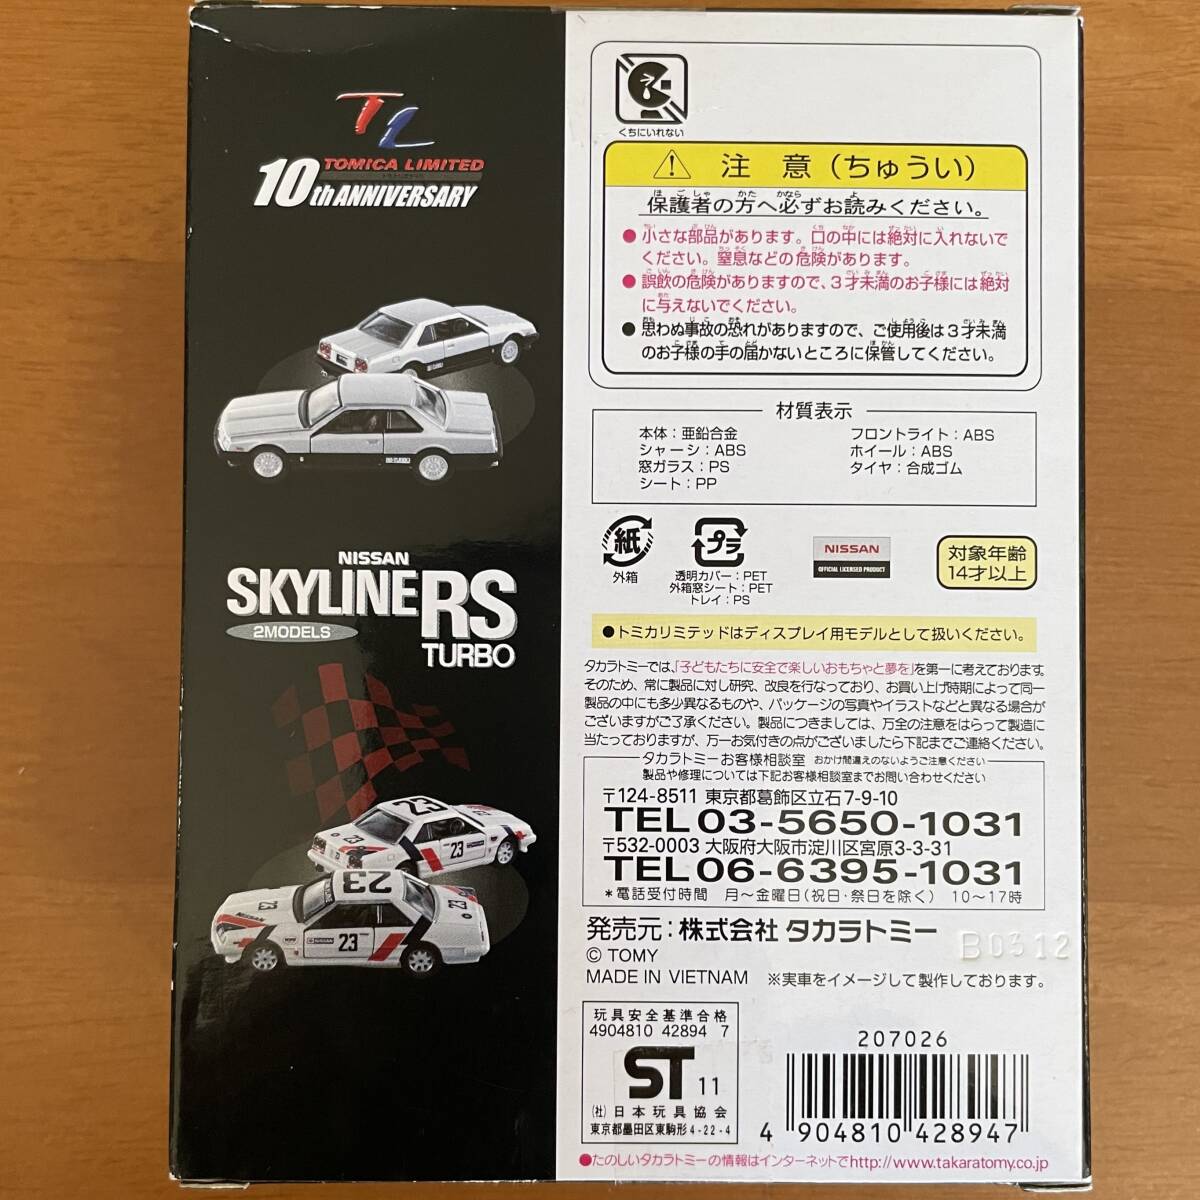 TL
TOMICA LIMITED
10th ANNIVERSARY
NISSAN
SKYLINE RS
2MODELS
TURBO
23
23
23
23
23
NISSAN
23
くちにいれない
注 意（ちゅうい）
保護者の方へ必ずお読みください。
●小さな部品があります。口の中には絶対に入れないで
ください。窒息などの危険があります。
●誤飲の危険がありますので、3才未満のお子様には絶対
に与えないでください。
●思わぬ事故の恐れがありますので、ご使用後は3才未満
のお子様の手の届かないところに保管してください。
材質表示
本体：亜鉛合金
シャーシ：ABS
窓ガラス：PS
シート：PP
フロントライト：ABS
ホイール：ABS
タイヤ：合成ゴム
紙
外箱
プラ
透明カバー：PET
外箱窓シート：PET
トレイ：PS
NISSAN
OFFICIAL LICENSED PRODUCT
対象年齢
14才以上
●トミカリミテッドはディスプレイ用モデルとして扱いください。
タカラトミーでは、「子どもたちに安全で楽しいおもちゃと夢を」を第一に考えております。
そのため、常に製品に対し研究、改良を行なっており、お買い上げ時期によって同一
製品の中にも多少異なるものや、パッケージの写真やイラストなどと異なる場合が
ございますがご了承ください。製品につきましては、万全の注意をはらって製造に
当たっておりますが、万一お気付きの点がございましたら下記までご連絡ください。
タカラトミーお客様相談室 おかけ間違えのないようご注意ください
製品や修理については下記お客様相談室までお問い合わせください
〒124-8511 東京都葛飾区立石7-9-10
TEL 03-5650-1031
〒532-0003 大阪府大阪市淀川区宮原3-3-31
TEL 06-6395-1031
＊電話受付時間 月～金曜日（祝日・祭日を除く） 10～17時
発売元：株式会社 タカラトミー
© TOMY
B0312
MADE IN VIETNAM ※実車をイメージして製作しております。
玩具安全基準合格
4904810 42894 7
ST 11
（社）日本玩具協会
東京都墨田区東駒形4-22-4
207026
4 904810 428947
●たのしいタカラトミーの情報はインターネットでhttp://www.takaratomy.co.jp